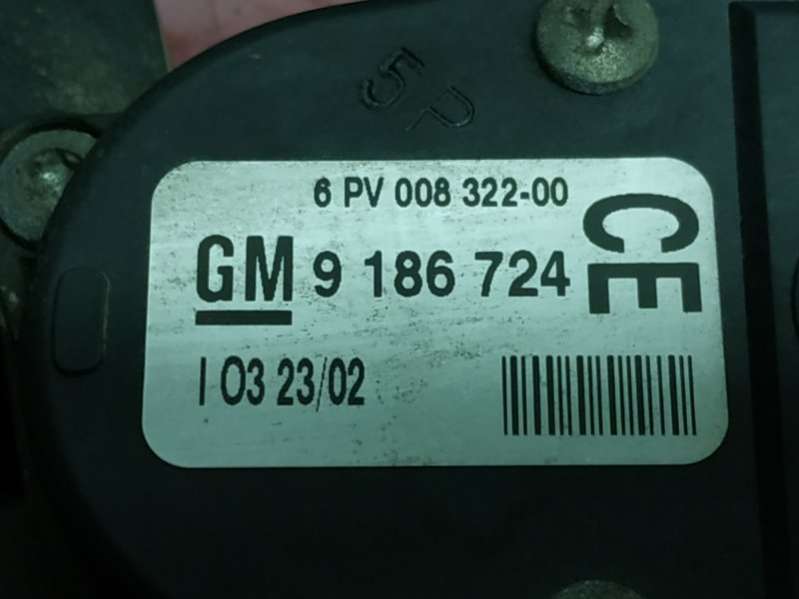 5P
6 PV 008 322-00
GM 9 186 724 CE
I O3 23/02